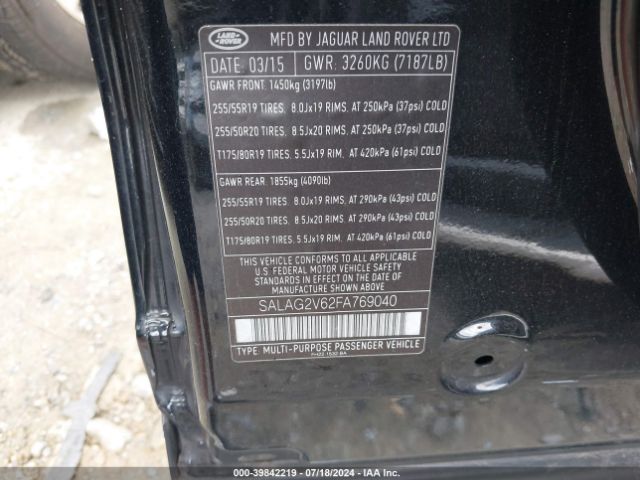 LAND ROVER MFD BY JAGUAR LAND ROVER LTD
DATE: 03/15 GWR: 3260KG (7187LB)
GAWR FRONT: 1450kg (3197lb)
255/55R19 TIRES. 8.0Jx19 RIMS. AT 250kPa (37psi) COLD
255/50R20 TIRES. 8.5Jx20 RIMS. AT 250kPa (37psi) COLD
T175/80R19 TIRES. 5.5Jx19 RIM. AT 420kPa (61psi) COLD
GAWR REAR: 1855kg (4090lb)
255/55R19 TIRES. 8.0Jx19 RIMS. AT 290kPa (43psi) COLD
255/50R20 TIRES. 8.5Jx20 RIMS. AT 290kPa (43psi) COLD
T175/80R19 TIRES. 5.5Jx19 RIM. AT 420kPa (61psi) COLD
THIS VEHICLE CONFORMS TO ALL APPLICABLE
U.S. FEDERAL MOTOR VEHICLE SAFETY STANDARDS
IN EFFECT ON THE DATE OF MANUFACTURE SHOWN ABOVE
SALAG2V62FA769040
TYPE: MULTI-PURPOSE PASSENGER VEHICLE
000-39842219 - 07/18/2024 - IAA Inc.